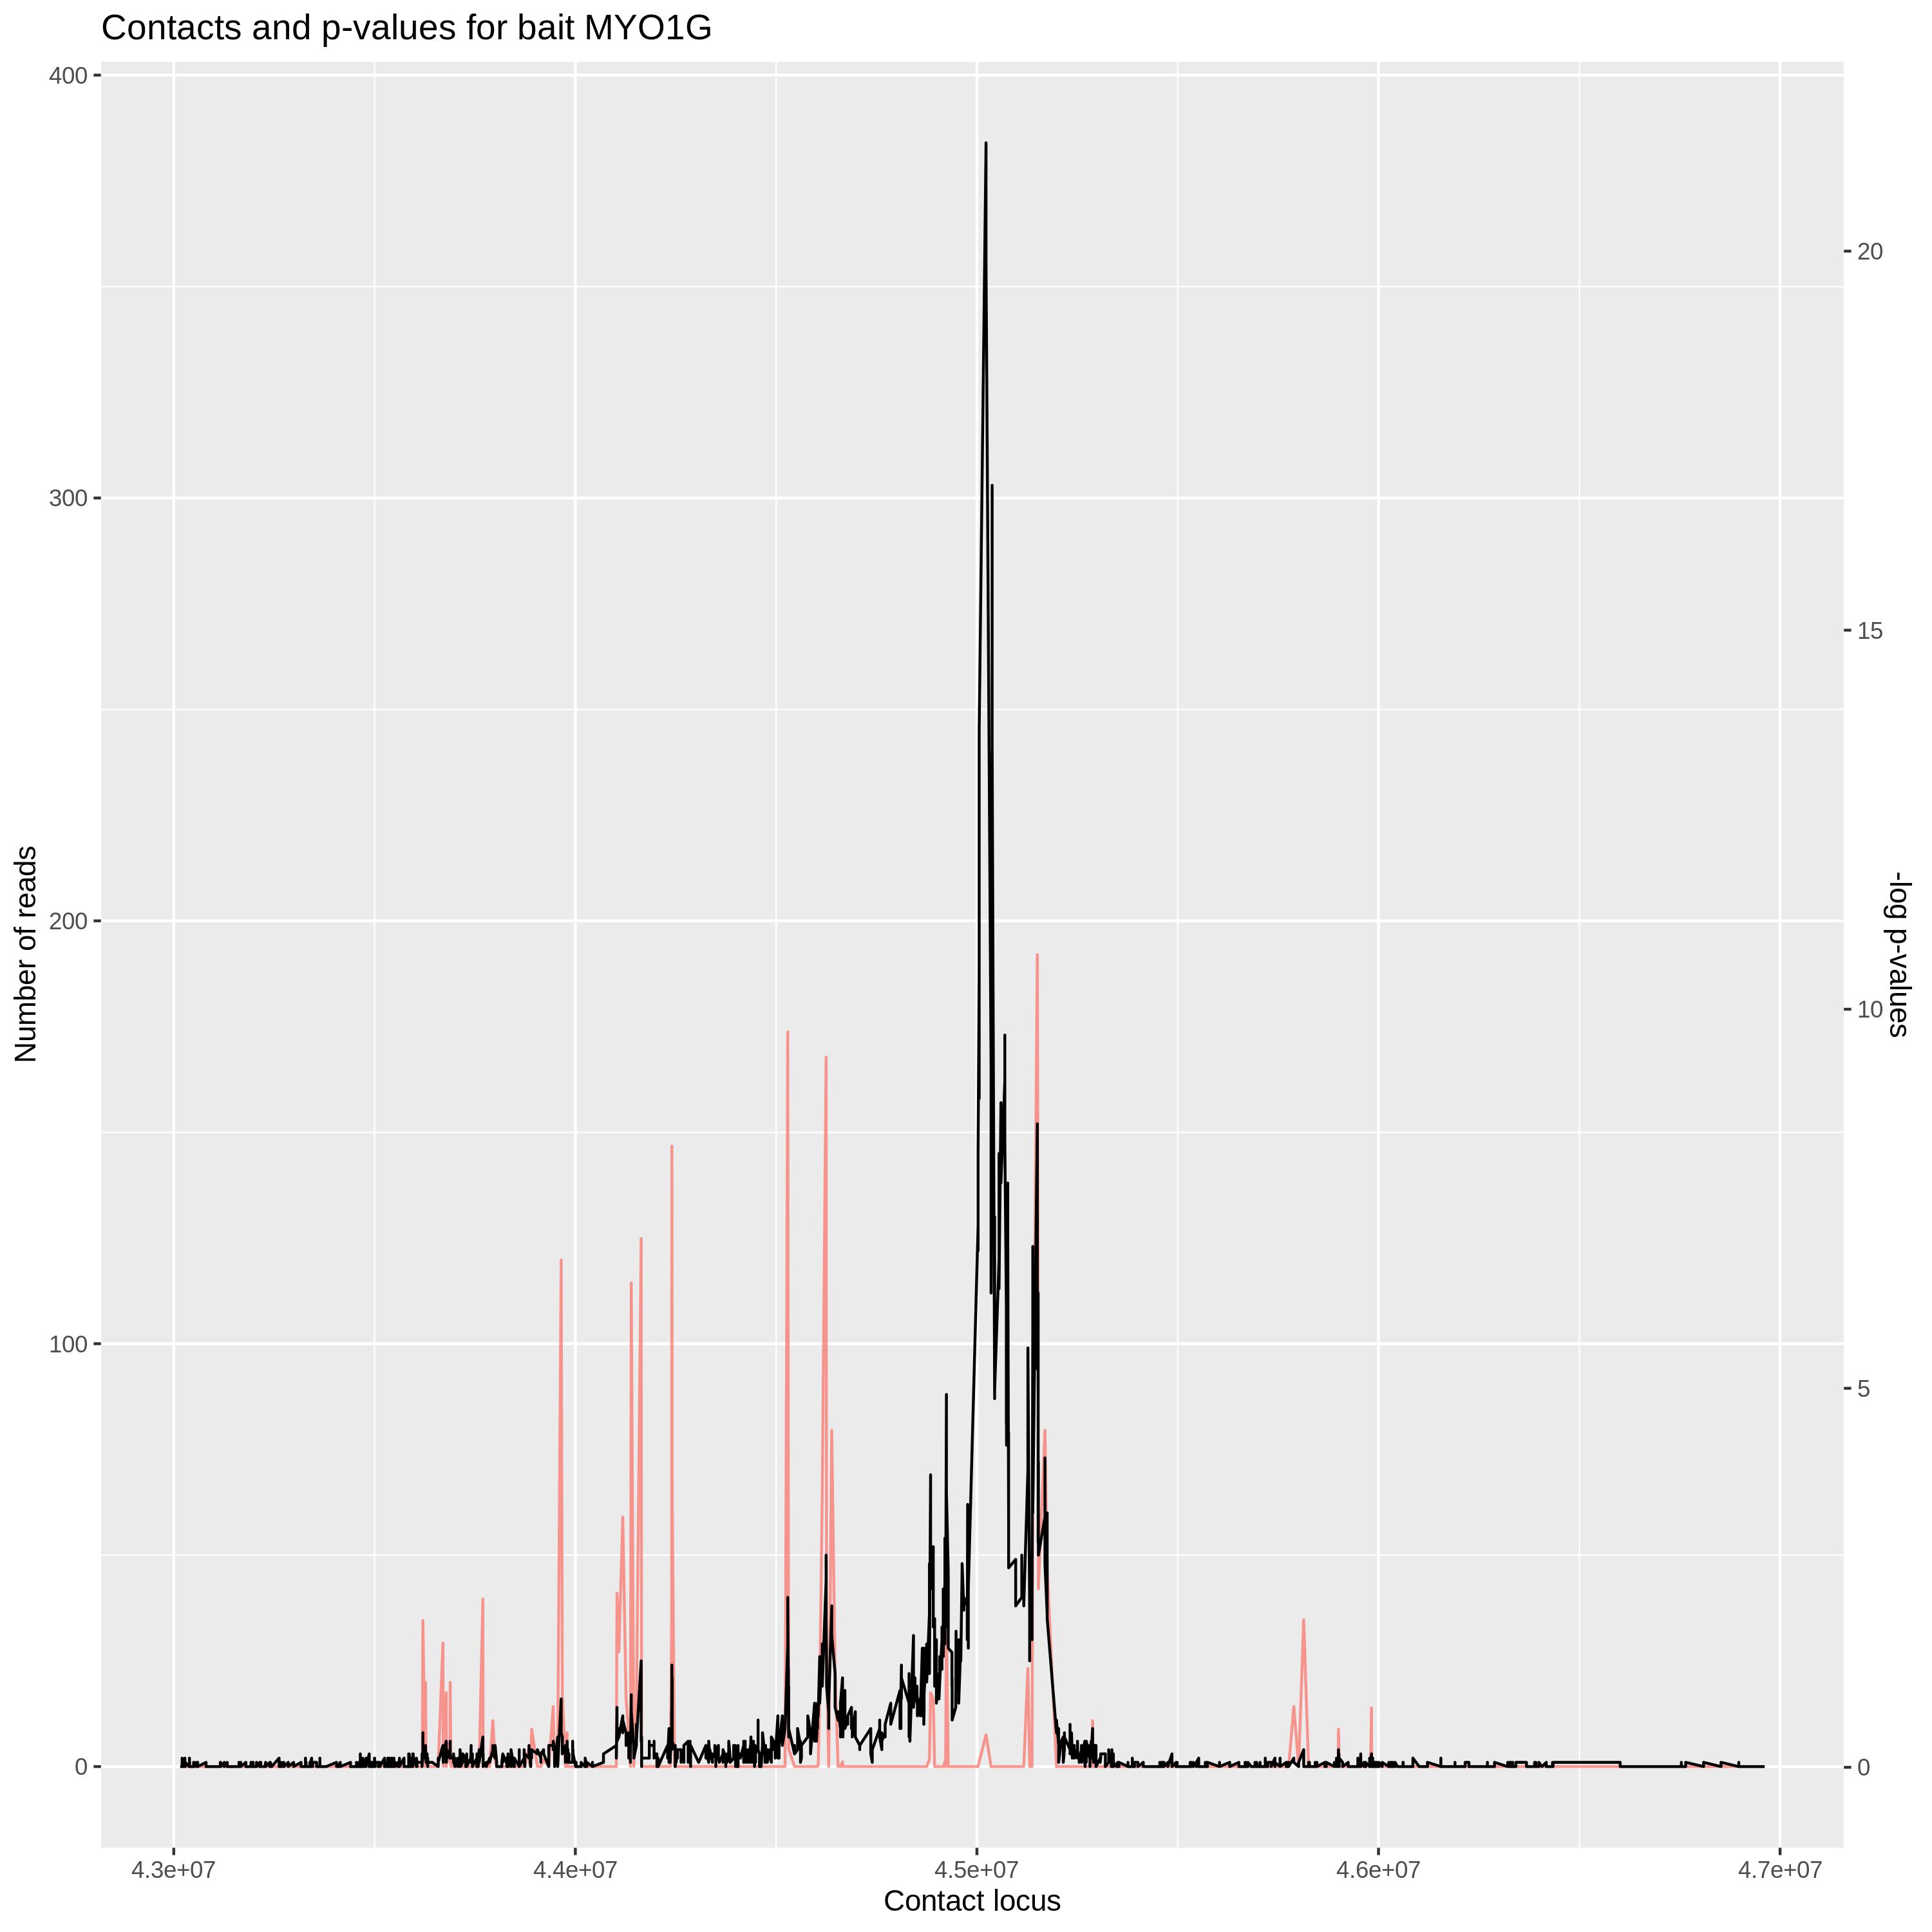 Contacts and p-values for bait MYO1G
400
300
200
100
0
Number of reads
20
15
10
5
0
-log p-values
4.3e+07
4.4e+07
4.5e+07
4.6e+07
4.7e+07
Contact locus